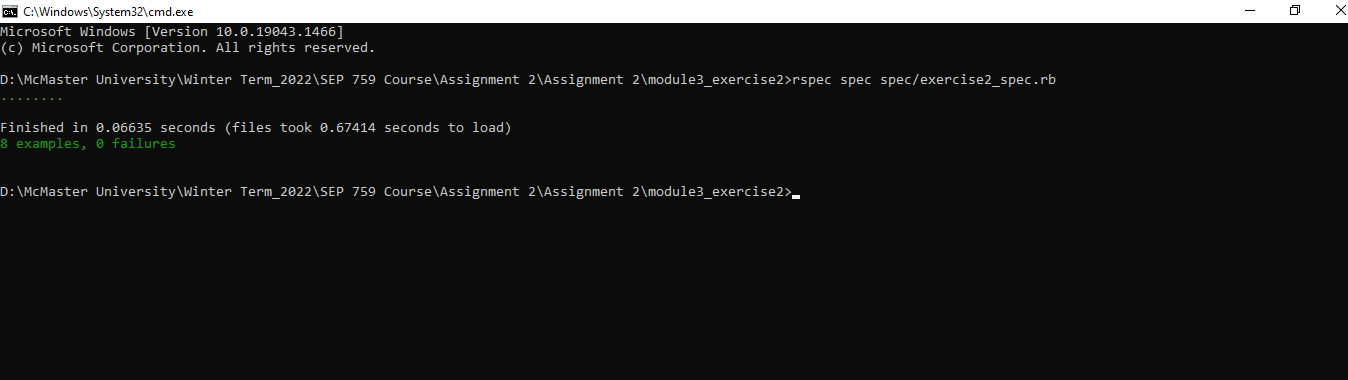 C:\Windows\System32\cmd.exe
Microsoft Windows [Version 10.0.19043.1466]
(c) Microsoft Corporation. All rights reserved.
D:\McMaster University\Winter Term_2022\SEP 759 Course\Assignment 2\Assignment 2\module3_exercise2>rspec spec spec/exercise2_spec.rb
........
Finished in 0.06635 seconds (files took 0.67414 seconds to load)
8 examples, 0 failures
D:\McMaster University\Winter Term_2022\SEP 759 Course\Assignment 2\Assignment 2\module3_exercise2>